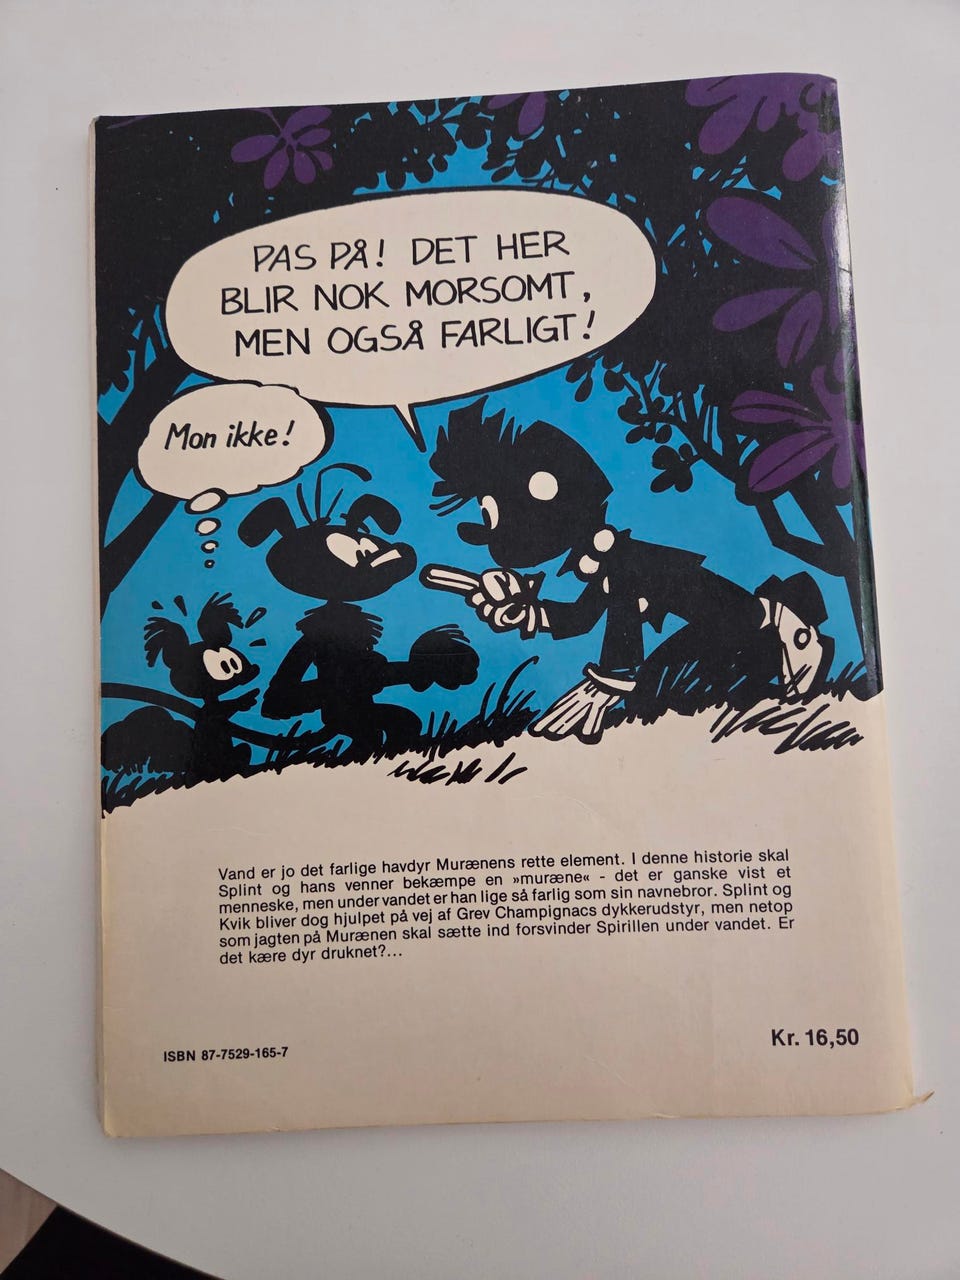 PAS PÅ! DET HER
BLIR NOK MORSOMT,
MEN OGSÅ FARLIGT!
Mon ikke!
Vand er jo det farlige havdyr Murænens rette element. I denne historie skal
Splint og hans venner bekæmpe en »muræne« - det er ganske vist et
menneske, men under vandet er han lige så farlig som sin navnebror. Splint og
Kvik bliver dog hjulpet på vej af Grev Champignacs dykkerudstyr, men netop
som jagten på Murænen skal sætte ind forsvinder Spirillen under vandet. Er
det kære dyr druknet?...
ISBN 87-7529-165-7
Kr. 16,50